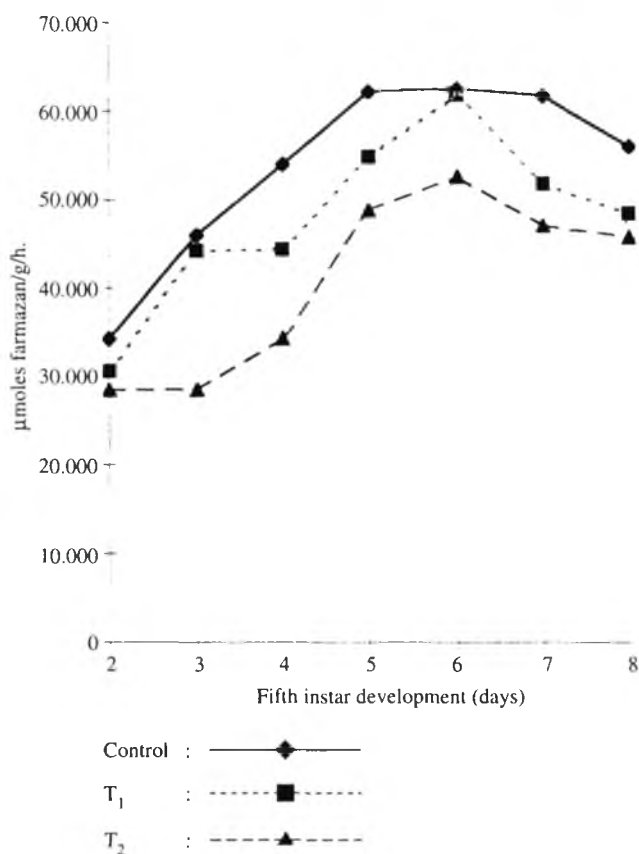 70.000
60.000
50.000
40.000
30.000
20.000
10.000
0
µmoles farmazan/g/h.
2 3 4 5 6 7 8
Fifth instar development (days)
Control :
T1 :
T2 :